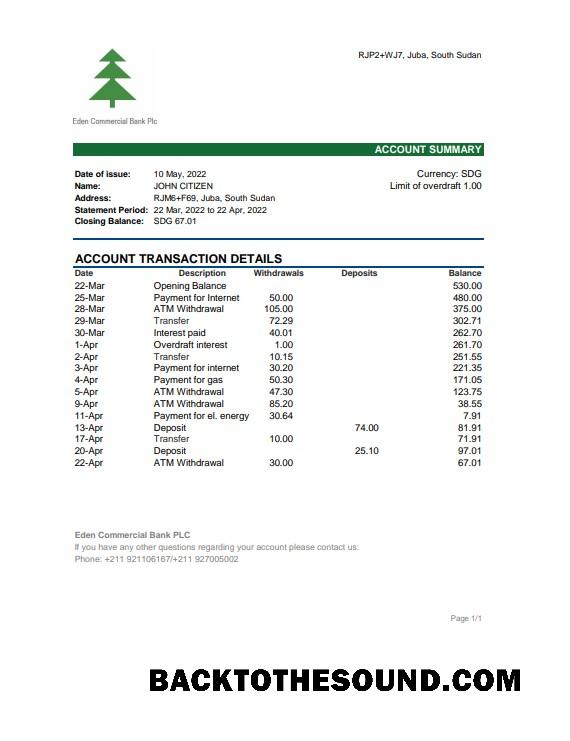 RJP2+WJ7, Juba, South Sudan
Eden Commercial Bank Plc
ACCOUNT SUMMARY
Date of issue: 10 May, 2022 Currency: SDG
Name: JOHN CITIZEN Limit of overdraft 1.00
Address: RJM6+F69, Juba, South Sudan
Statement Period: 22 Mar, 2022 to 22 Apr, 2022
Closing Balance: SDG 67.01
ACCOUNT TRANSACTION DETAILS
Date Description Withdrawals Deposits Balance
22-Mar Opening Balance 530.00
25-Mar Payment for Internet 50.00 480.00
28-Mar ATM Withdrawal 105.00 375.00
29-Mar Transfer 72.29 302.71
30-Mar Interest paid 40.01 262.70
1-Apr Overdraft interest 1.00 261.70
2-Apr Transfer 10.15 251.55
3-Apr Payment for internet 30.20 221.35
4-Apr Payment for gas 50.30 171.05
5-Apr ATM Withdrawal 47.30 123.75
9-Apr ATM Withdrawal 85.20 38.55
11-Apr Payment for el. energy 30.64 7.91
13-Apr Deposit 74.00 81.91
17-Apr Transfer 10.00 71.91
20-Apr Deposit 25.10 97.01
22-Apr ATM Withdrawal 30.00 67.01
Eden Commercial Bank PLC
If you have any other questions regarding your account please contact us:
Phone: +211 921106167/+211 927005002
Page 1/1
BACKTOTHESOUND.COM